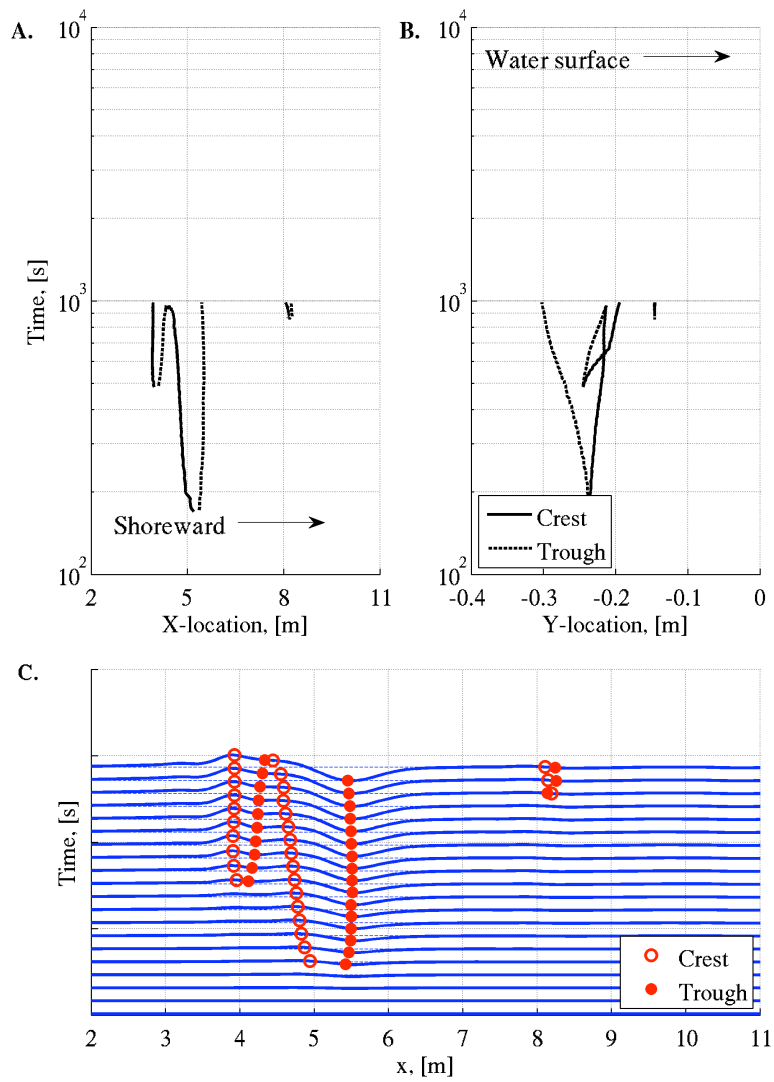 A.
10^4
10^3
10^2
Time, [s]
Shoreward
2 5 8 11
X-location, [m]
B.
10^4
Water surface
10^3
10^2
Crest
Trough
-0.4 -0.3 -0.2 -0.1 0
Y-location, [m]
C.
Time, [s]
Crest
Trough
2 3 4 5 6 7 8 9 10 11
x, [m]